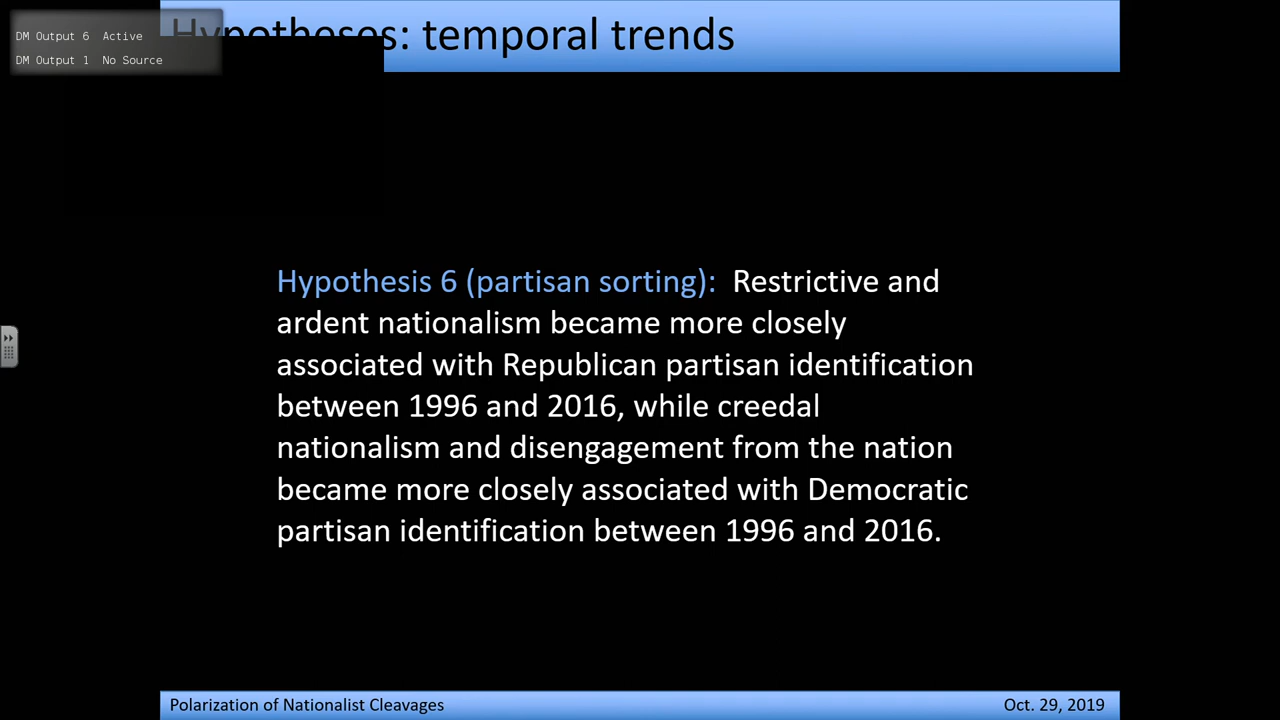 DM Output 6 Active
DM Output 1 No Source
Hypotheses: temporal trends
Hypothesis 6 (partisan sorting): Restrictive and
ardent nationalism became more closely
associated with Republican partisan identification
between 1996 and 2016, while creedal
nationalism and disengagement from the nation
became more closely associated with Democratic
partisan identification between 1996 and 2016.
Polarization of Nationalist Cleavages
Oct. 29, 2019